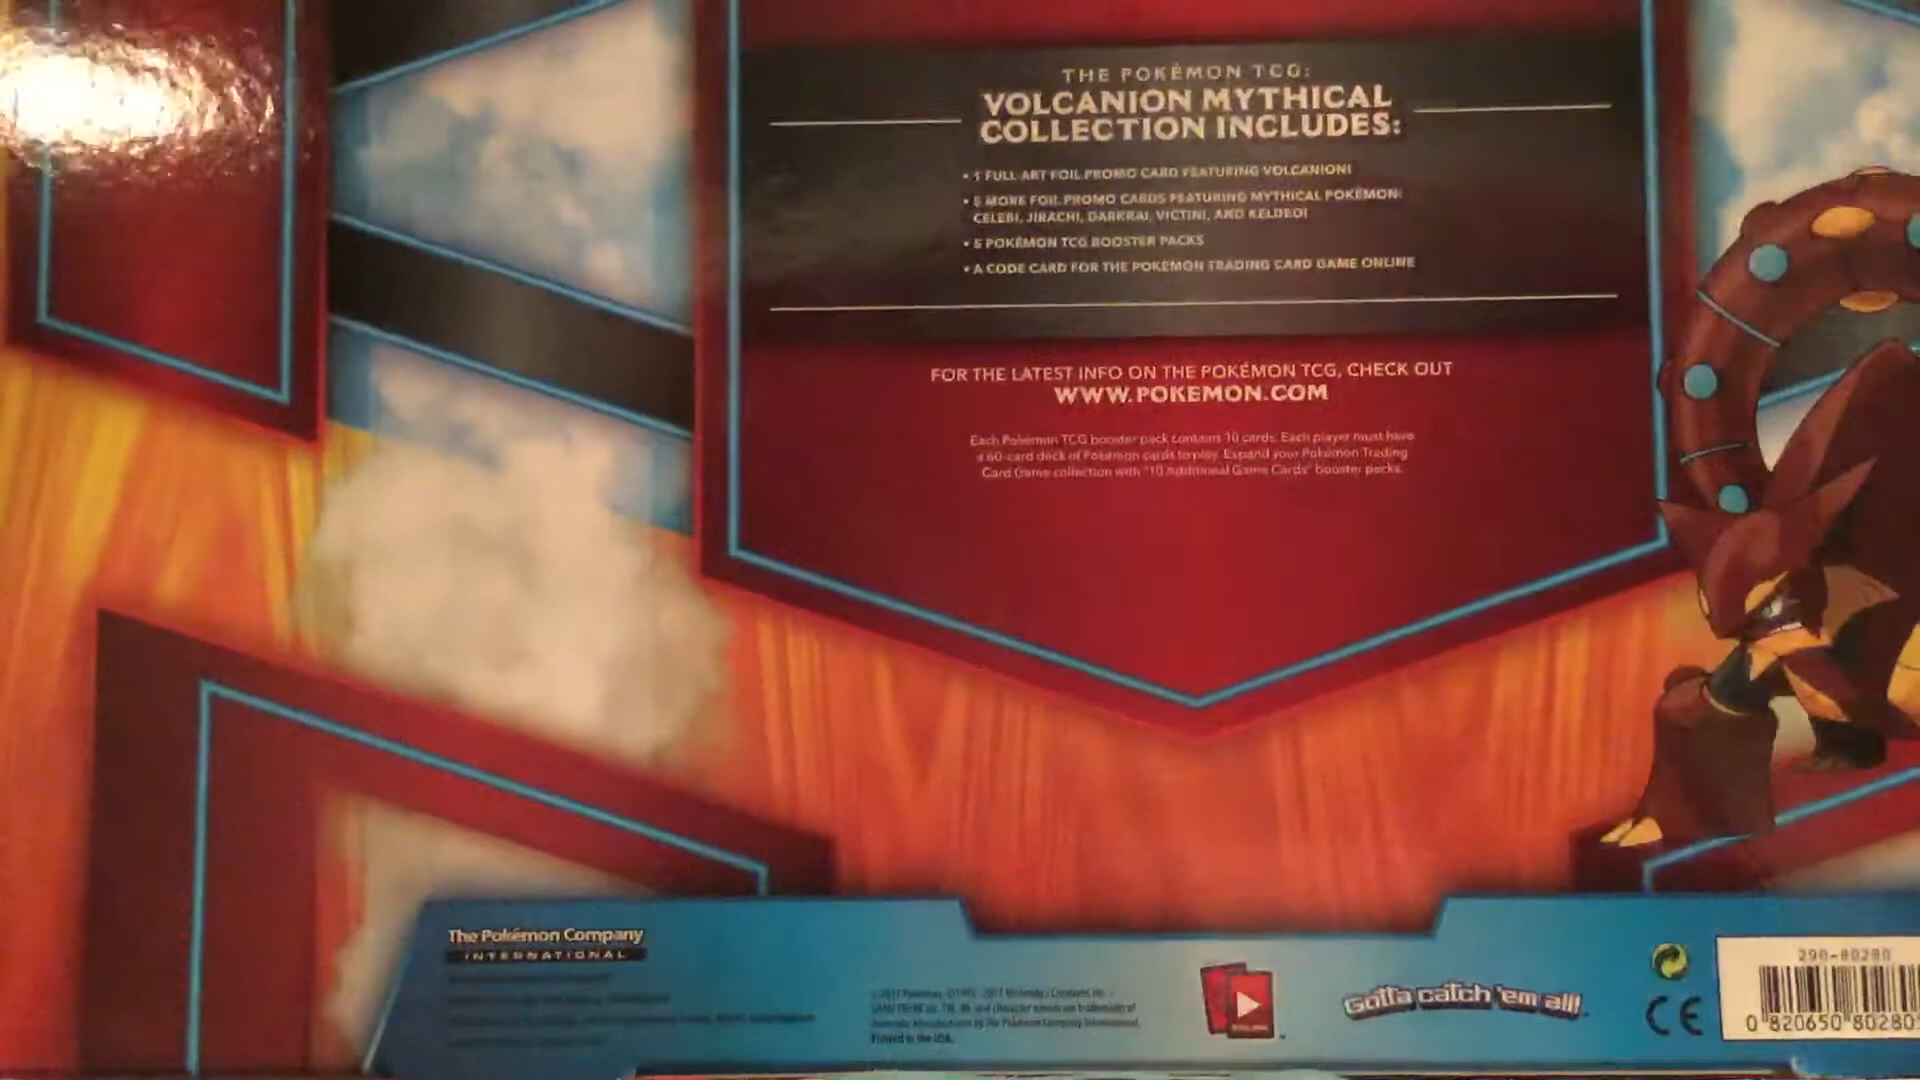 THE POKÉMON TCG:
VOLCANION MYTHICAL
COLLECTION INCLUDES:
• 1 FULL-ART FOIL PROMO CARD FEATURING VOLCANION!
• 5 MORE FOIL PROMO CARDS FEATURING MYTHICAL POKÉMON:
CELEBI, JIRACHI, DARKRAI, VICTINI, AND KELDEO!
• 5 POKÉMON TCG BOOSTER PACKS
• A CODE CARD FOR THE POKÉMON TRADING CARD GAME ONLINE
FOR THE LATEST INFO ON THE POKÉMON TCG, CHECK OUT
WWW.POKEMON.COM
Each Pokémon TCG booster pack contains 10 cards. Each player must have
a 60-card deck of Pokémon cards to play. Expand your Pokémon Trading
Card Game collection with "10 Additional Game Cards" booster packs.
The Pokémon Company
INTERNATIONAL
Printed in the USA.
Gotta catch 'em all!
CE
290-80280
0 820650 80280